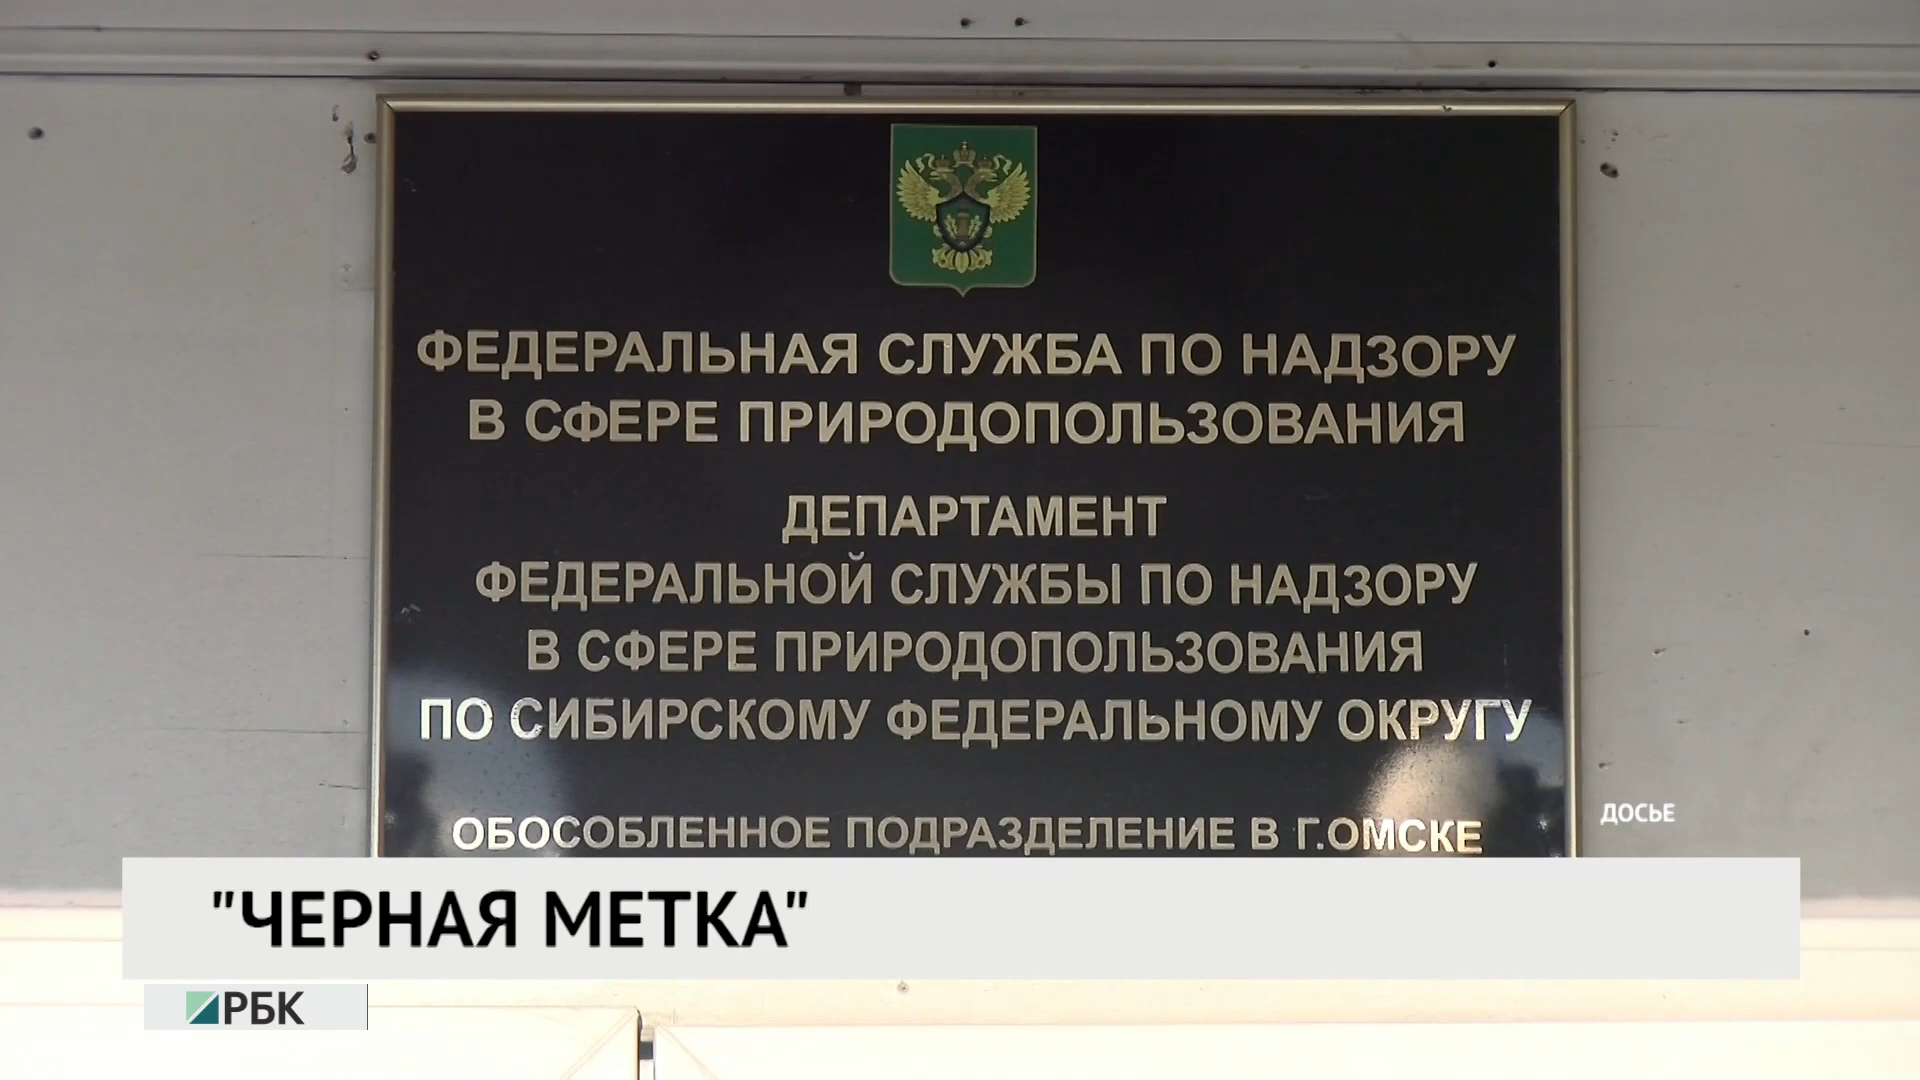 ФЕДЕРАЛЬНАЯ СЛУЖБА ПО НАДЗОРУ
В СФЕРЕ ПРИРОДОПОЛЬЗОВАНИЯ
ДЕПАРТАМЕНТ
ФЕДЕРАЛЬНОЙ СЛУЖБЫ ПО НАДЗОРУ
В СФЕРЕ ПРИРОДОПОЛЬЗОВАНИЯ
ПО СИБИРСКОМУ ФЕДЕРАЛЬНОМУ ОКРУГУ
ОБОСОБЛЕННОЕ ПОДРАЗДЕЛЕНИЕ В Г.ОМСКЕ
ДОСЬЕ
"ЧЕРНАЯ МЕТКА"
РБК